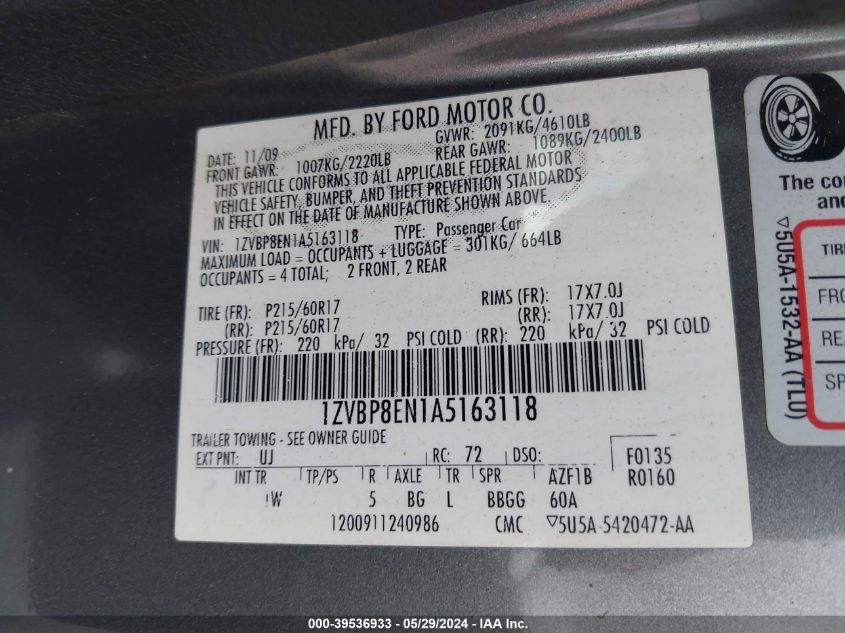 MFD. BY FORD MOTOR CO.
DATE: 11/09 GVWR: 2091KG/4610LB
FRONT GAWR: 1007KG/2220LB REAR GAWR: 1089KG/2400LB
THIS VEHICLE CONFORMS TO ALL APPLICABLE FEDERAL MOTOR
VEHICLE SAFETY, BUMPER, AND THEFT PREVENTION STANDARDS
IN EFFECT ON THE DATE OF MANUFACTURE SHOWN ABOVE.
VIN: 1ZVBP8EN1A5163118 TYPE: Passenger Car
MAXIMUM LOAD = OCCUPANTS + LUGGAGE = 301KG/ 664LB
OCCUPANTS = 4 TOTAL; 2 FRONT, 2 REAR
TIRE (FR): P215/60R17 RIMS (FR): 17X7.0J
(RR): P215/60R17 (RR): 17X7.0J
PRESSURE (FR): 220 kPa/ 32 PSI COLD (RR): 220 kPa/ 32 PSI COLD
1ZVBP8EN1A5163118
TRAILER TOWING - SEE OWNER GUIDE
EXT PNT: UJ RC: 72 DSO: F0135
INT TR TP/PS R AXLE TR SPR AZF1B R0160
W 5 BG L BBGG 60A
1200911240986 CMC ▽5U5A-5420472-AA
The co
and
▽5U5A-1532-AA (TLU)
TIR
FRO
REA
SP
000-39536933 - 05/29/2024 - IAA Inc.